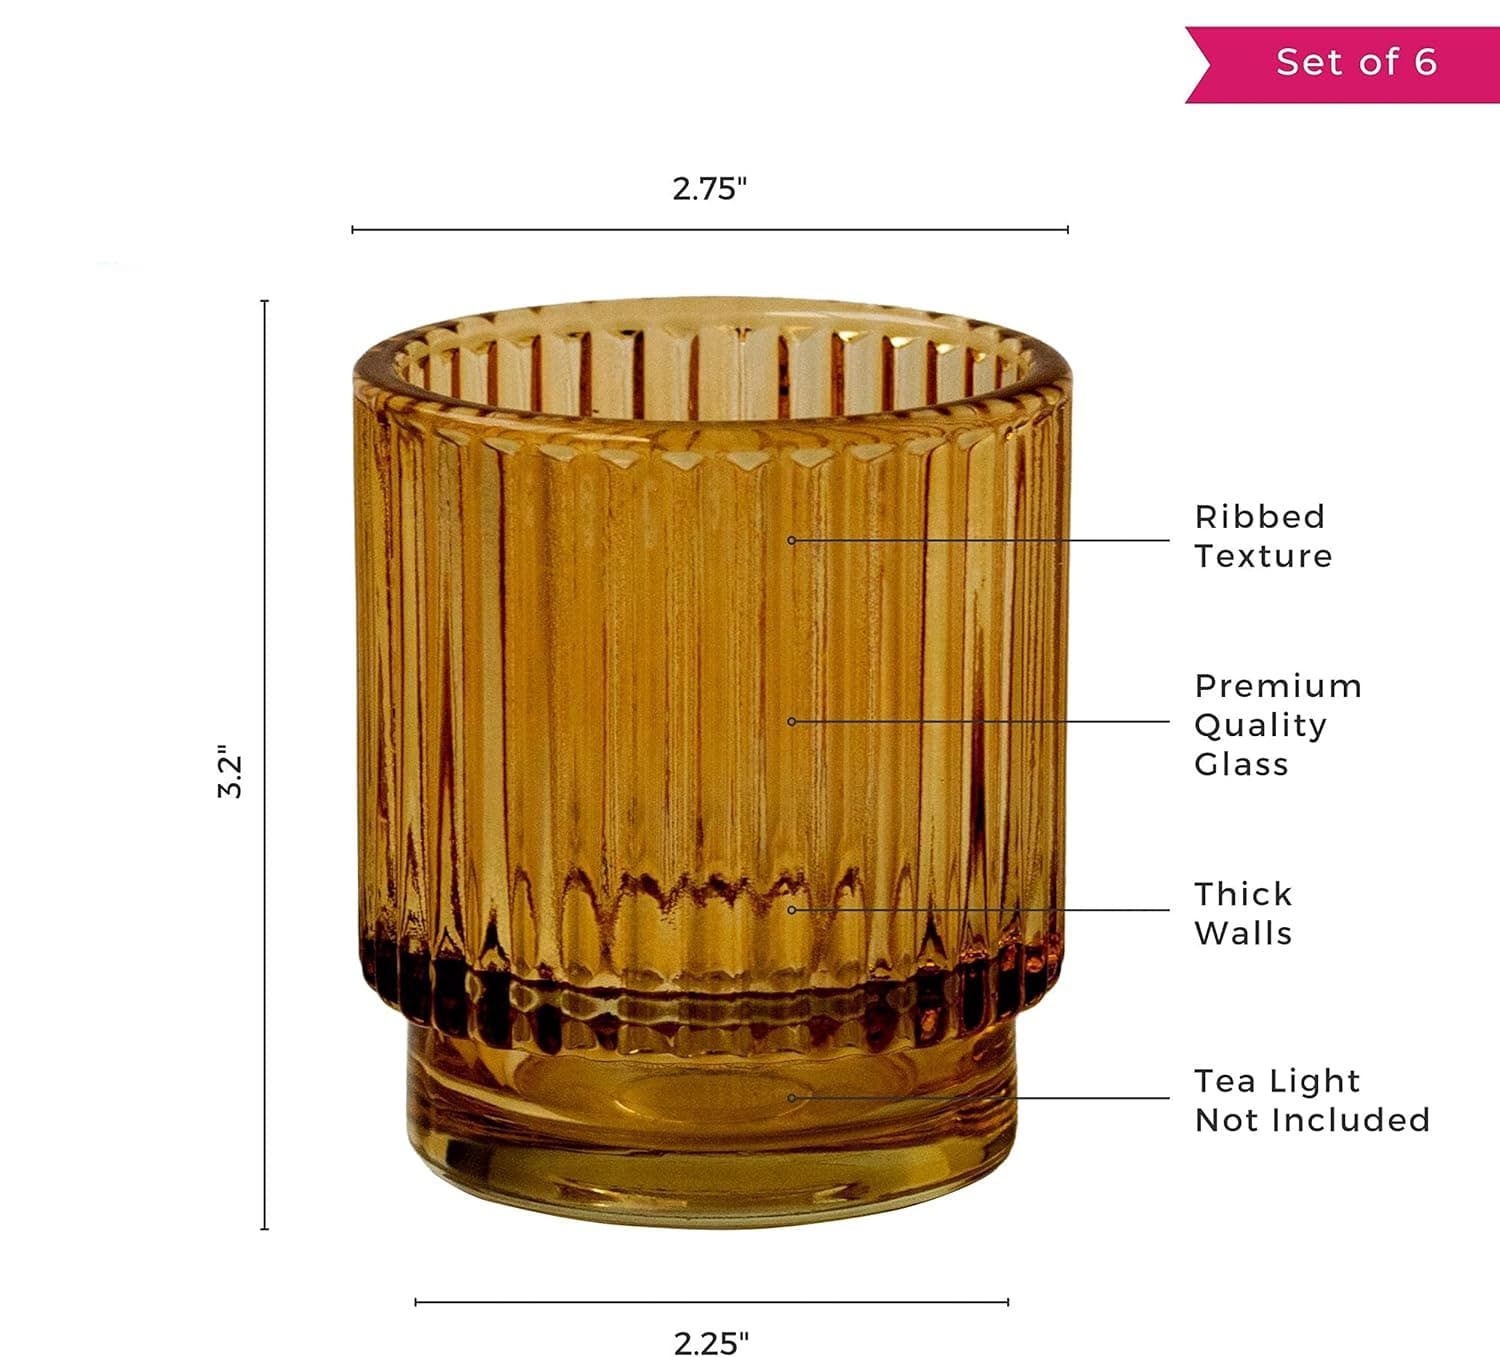 Set of 6
2.75"
3.2"
Ribbed
Texture
Premium
Quality
Glass
Thick
Walls
Tea Light
Not Included
2.25"